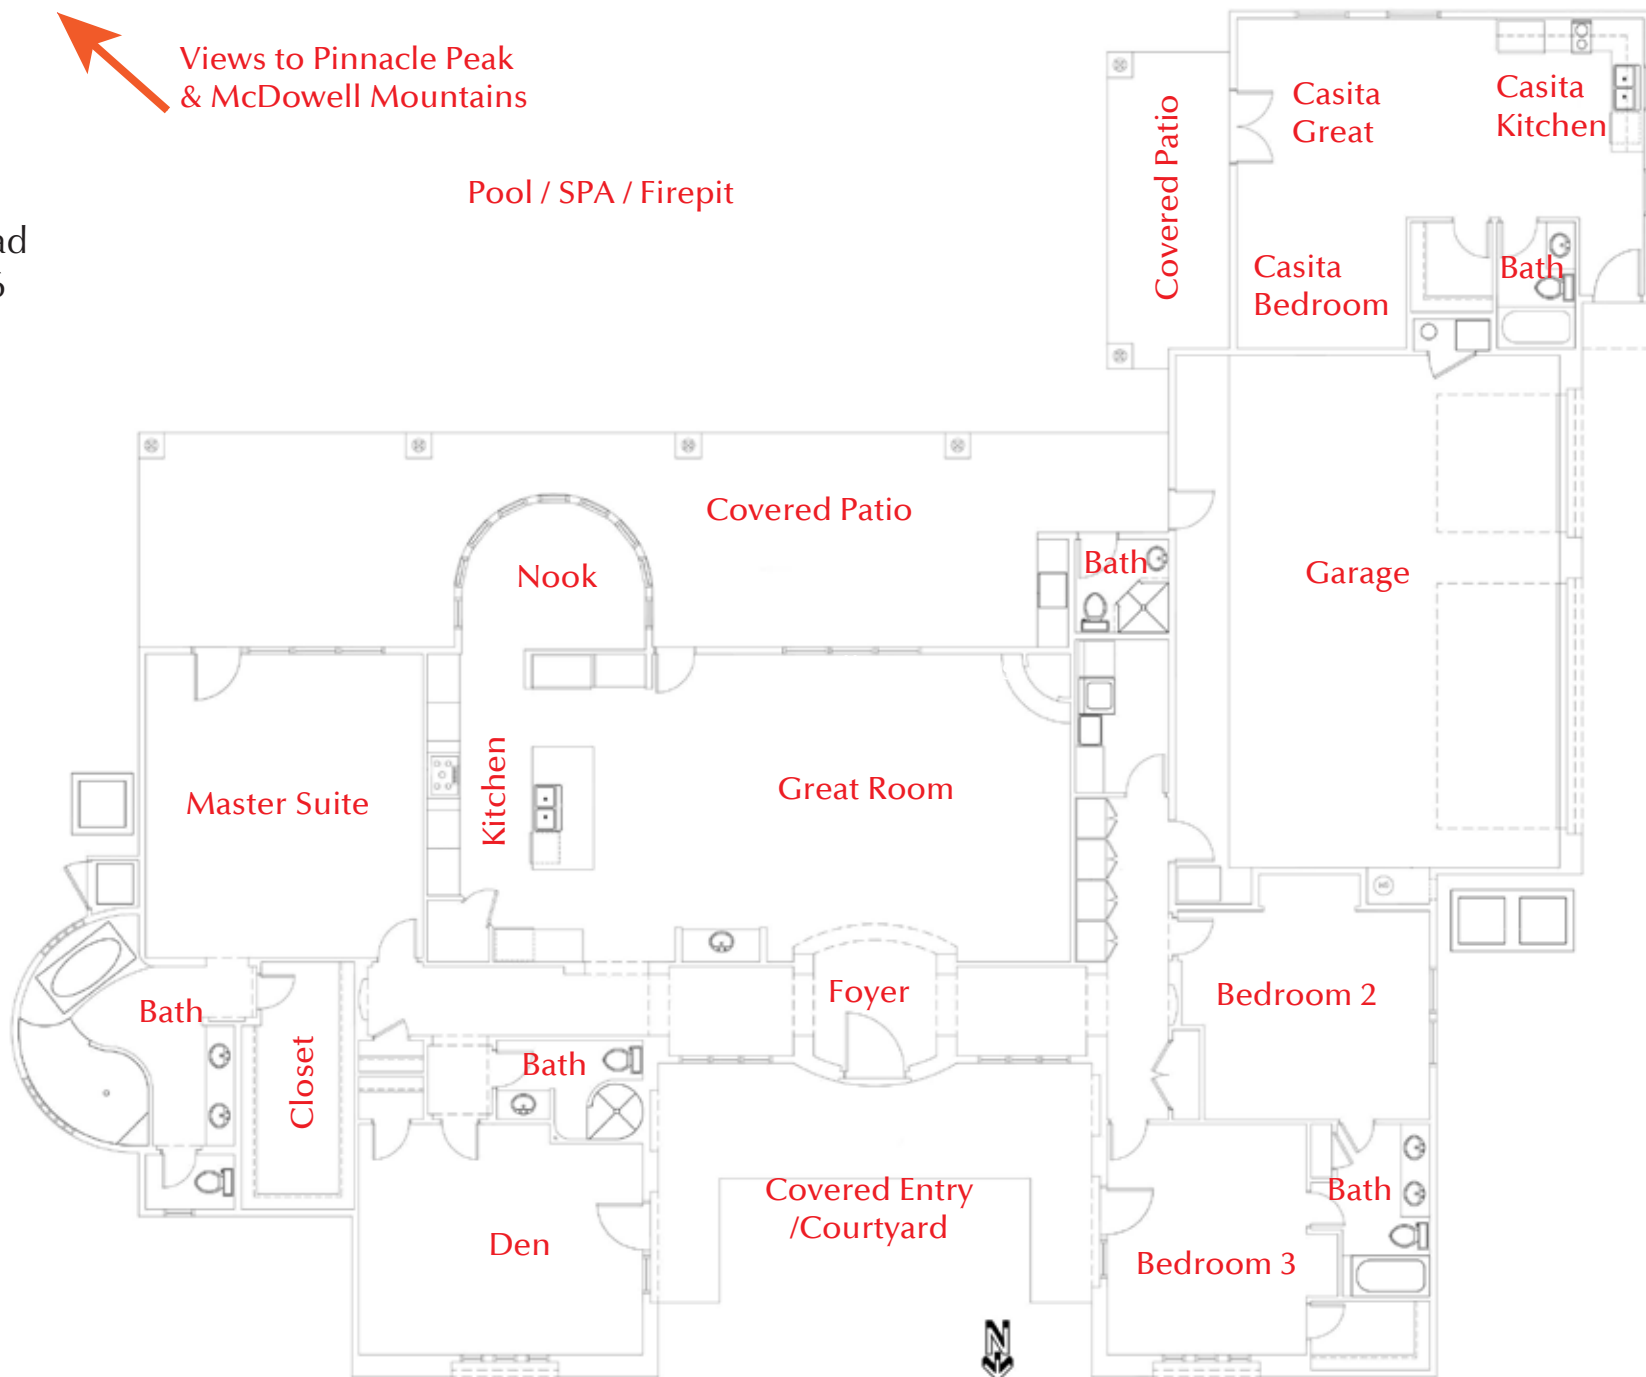 Views to Pinnacle Peak
& McDowell Mountains
Pool / SPA / Firepit
Covered Patio
Casita
Great
Casita
Kitchen
Casita
Bedroom
Bath
Covered Patio
Nook
Bath
Garage
Master Suite
Kitchen
Great Room
Foyer
Bedroom 2
Bath
Closet
Bath
Covered Entry
/Courtyard
Bath
Den
Bedroom 3
N